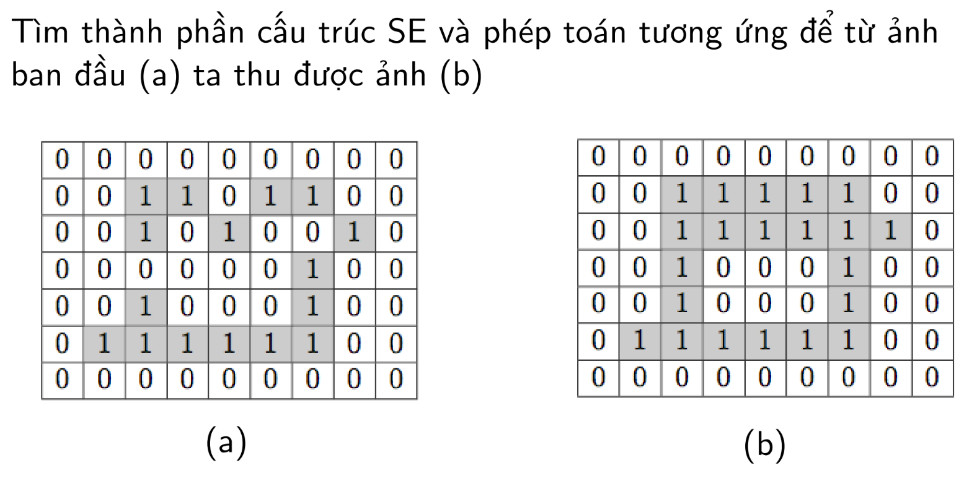 Tìm thành phần cấu trúc SE và phép toán tương ứng để từ ảnh
ban đầu (a) ta thu được ảnh (b)
0 0 0 0 0 0 0 0 0
0 0 1 1 0 1 1 0 0
0 0 1 0 1 0 0 1 0
0 0 0 0 0 0 1 0 0
0 0 1 0 0 0 1 0 0
0 1 1 1 1 1 1 0 0
0 0 0 0 0 0 0 0 0
(a)
0 0 0 0 0 0 0 0 0
0 0 1 1 1 1 1 0 0
0 0 1 1 1 1 1 1 0
0 0 1 0 0 0 1 0 0
0 0 1 0 0 0 1 0 0
0 1 1 1 1 1 1 0 0
0 0 0 0 0 0 0 0 0
(b)